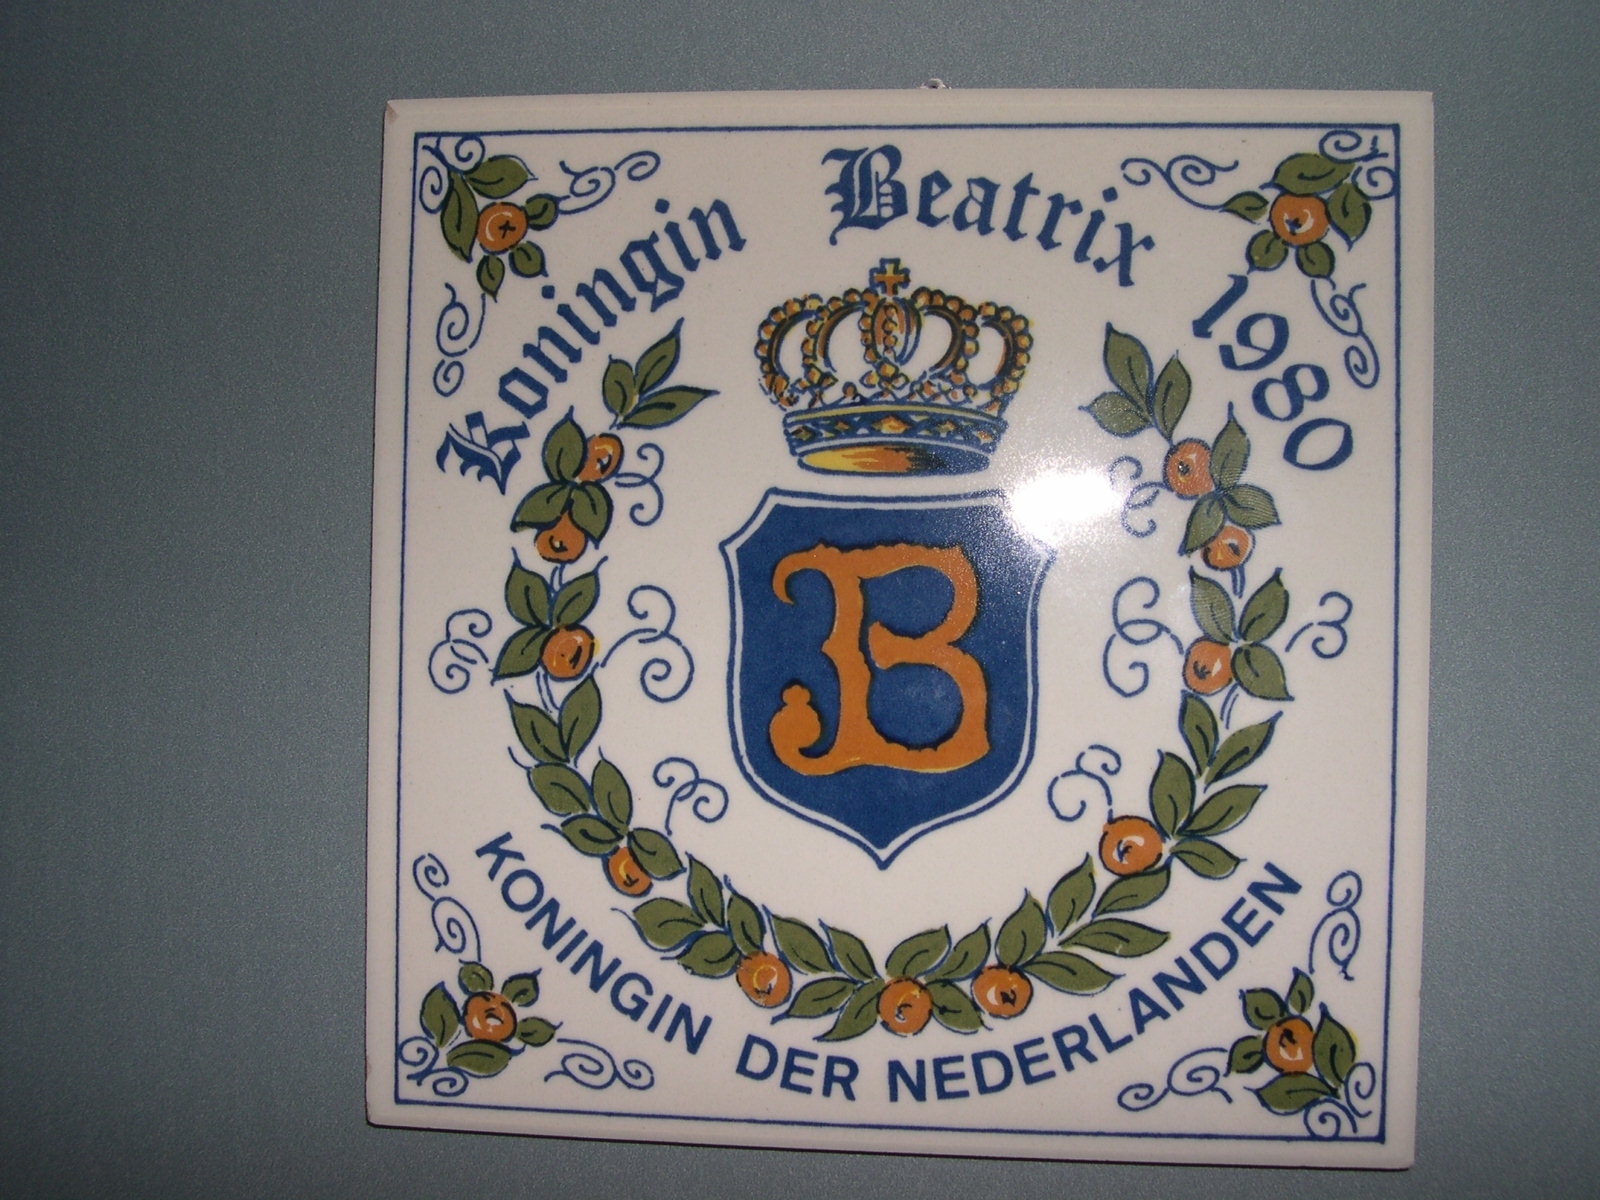 Koningin Beatrix 1980
B
KONINGIN DER NEDERLANDEN